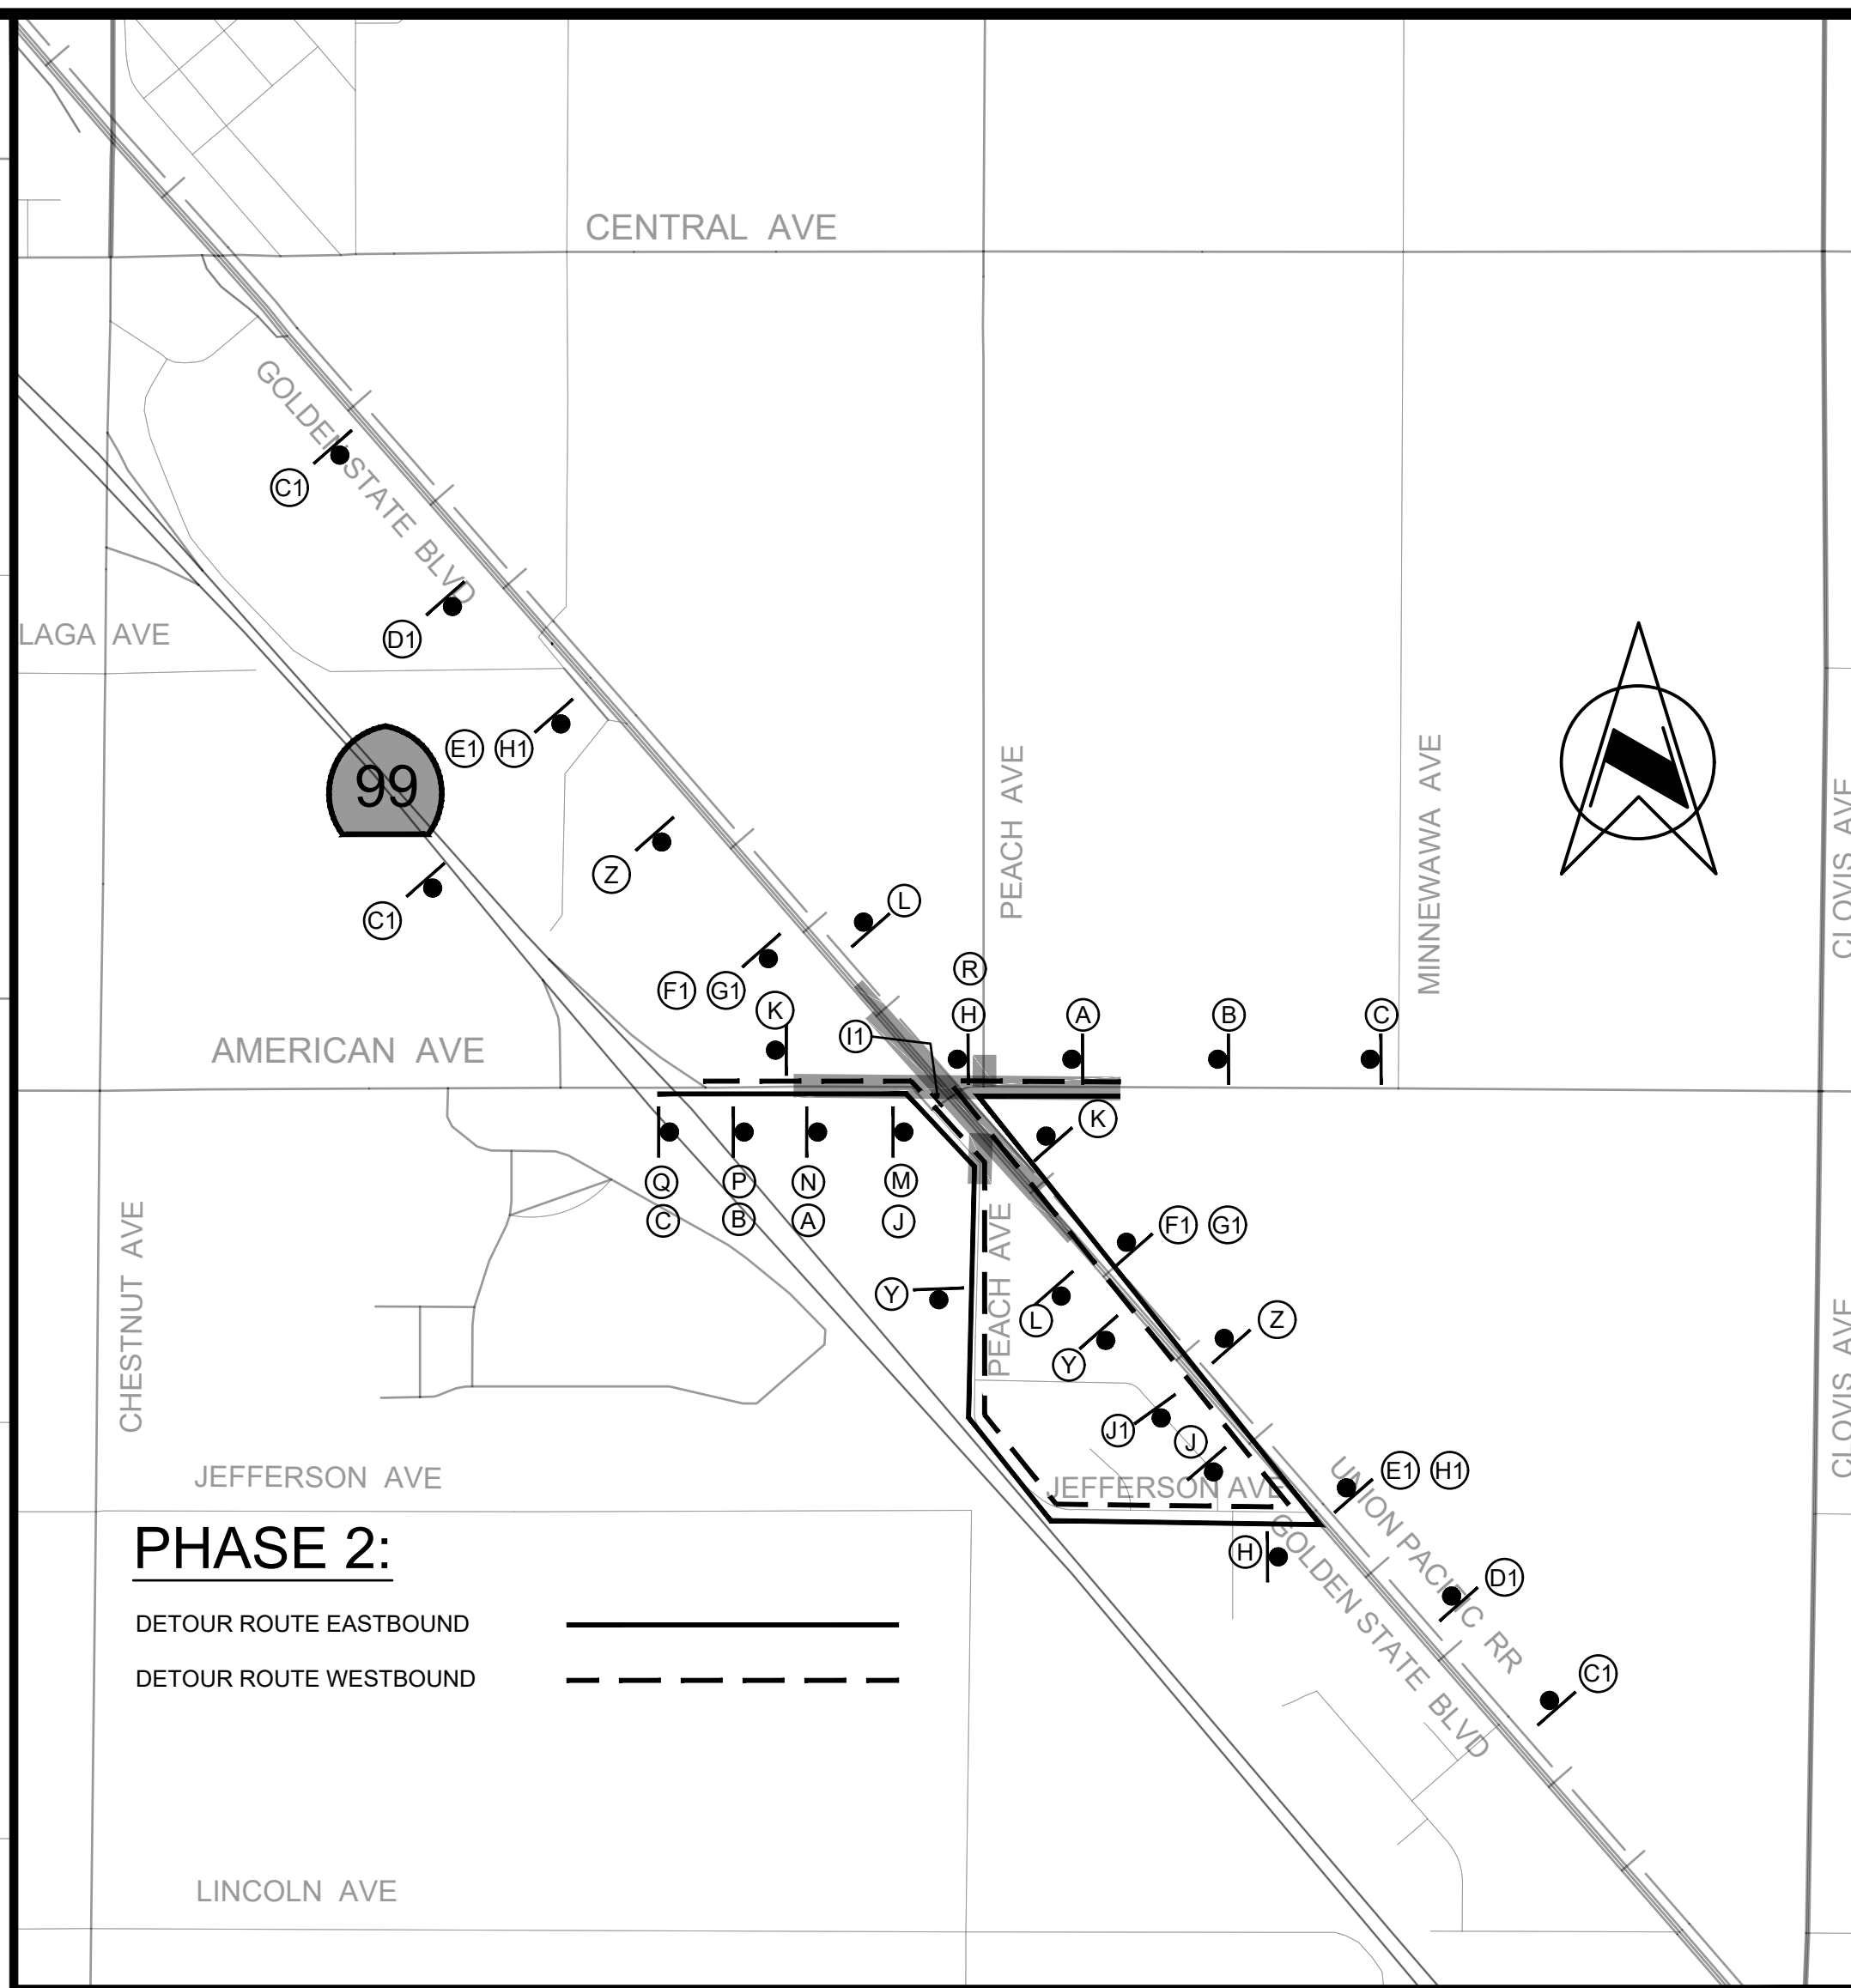 CENTRAL AVE
GOLDEN STATE BLVD
C1
D1
LAGA AVE
E1 H1
99
C1
Z
L
PEACH AVE
MINNEWAWA AVE
CLOVIS AVE
F1 G1
K
R
H
I1
A
B
C
AMERICAN AVE
K
Q
C
P
B
N
A
M
J
F1 G1
CHESTNUT AVE
Y
PEACH AVE
L
Y
Z
CLOVIS AVE
J1
J
JEFFERSON AVE
JEFFERSON AVE
E1 H1
UNION PACIFIC RR
GOLDEN STATE BLVD
H
D1
C1
PHASE 2:
DETOUR ROUTE EASTBOUND
DETOUR ROUTE WESTBOUND
LINCOLN AVE